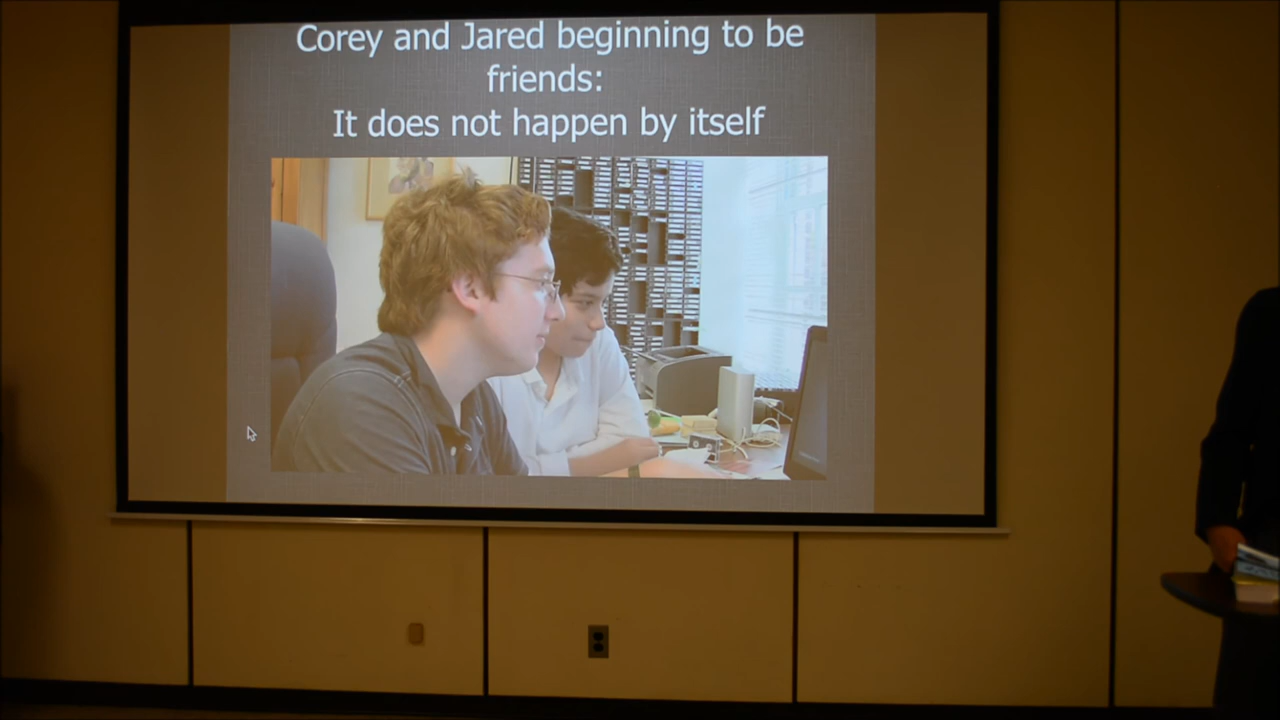 Corey and Jared beginning to be
friends:
It does not happen by itself